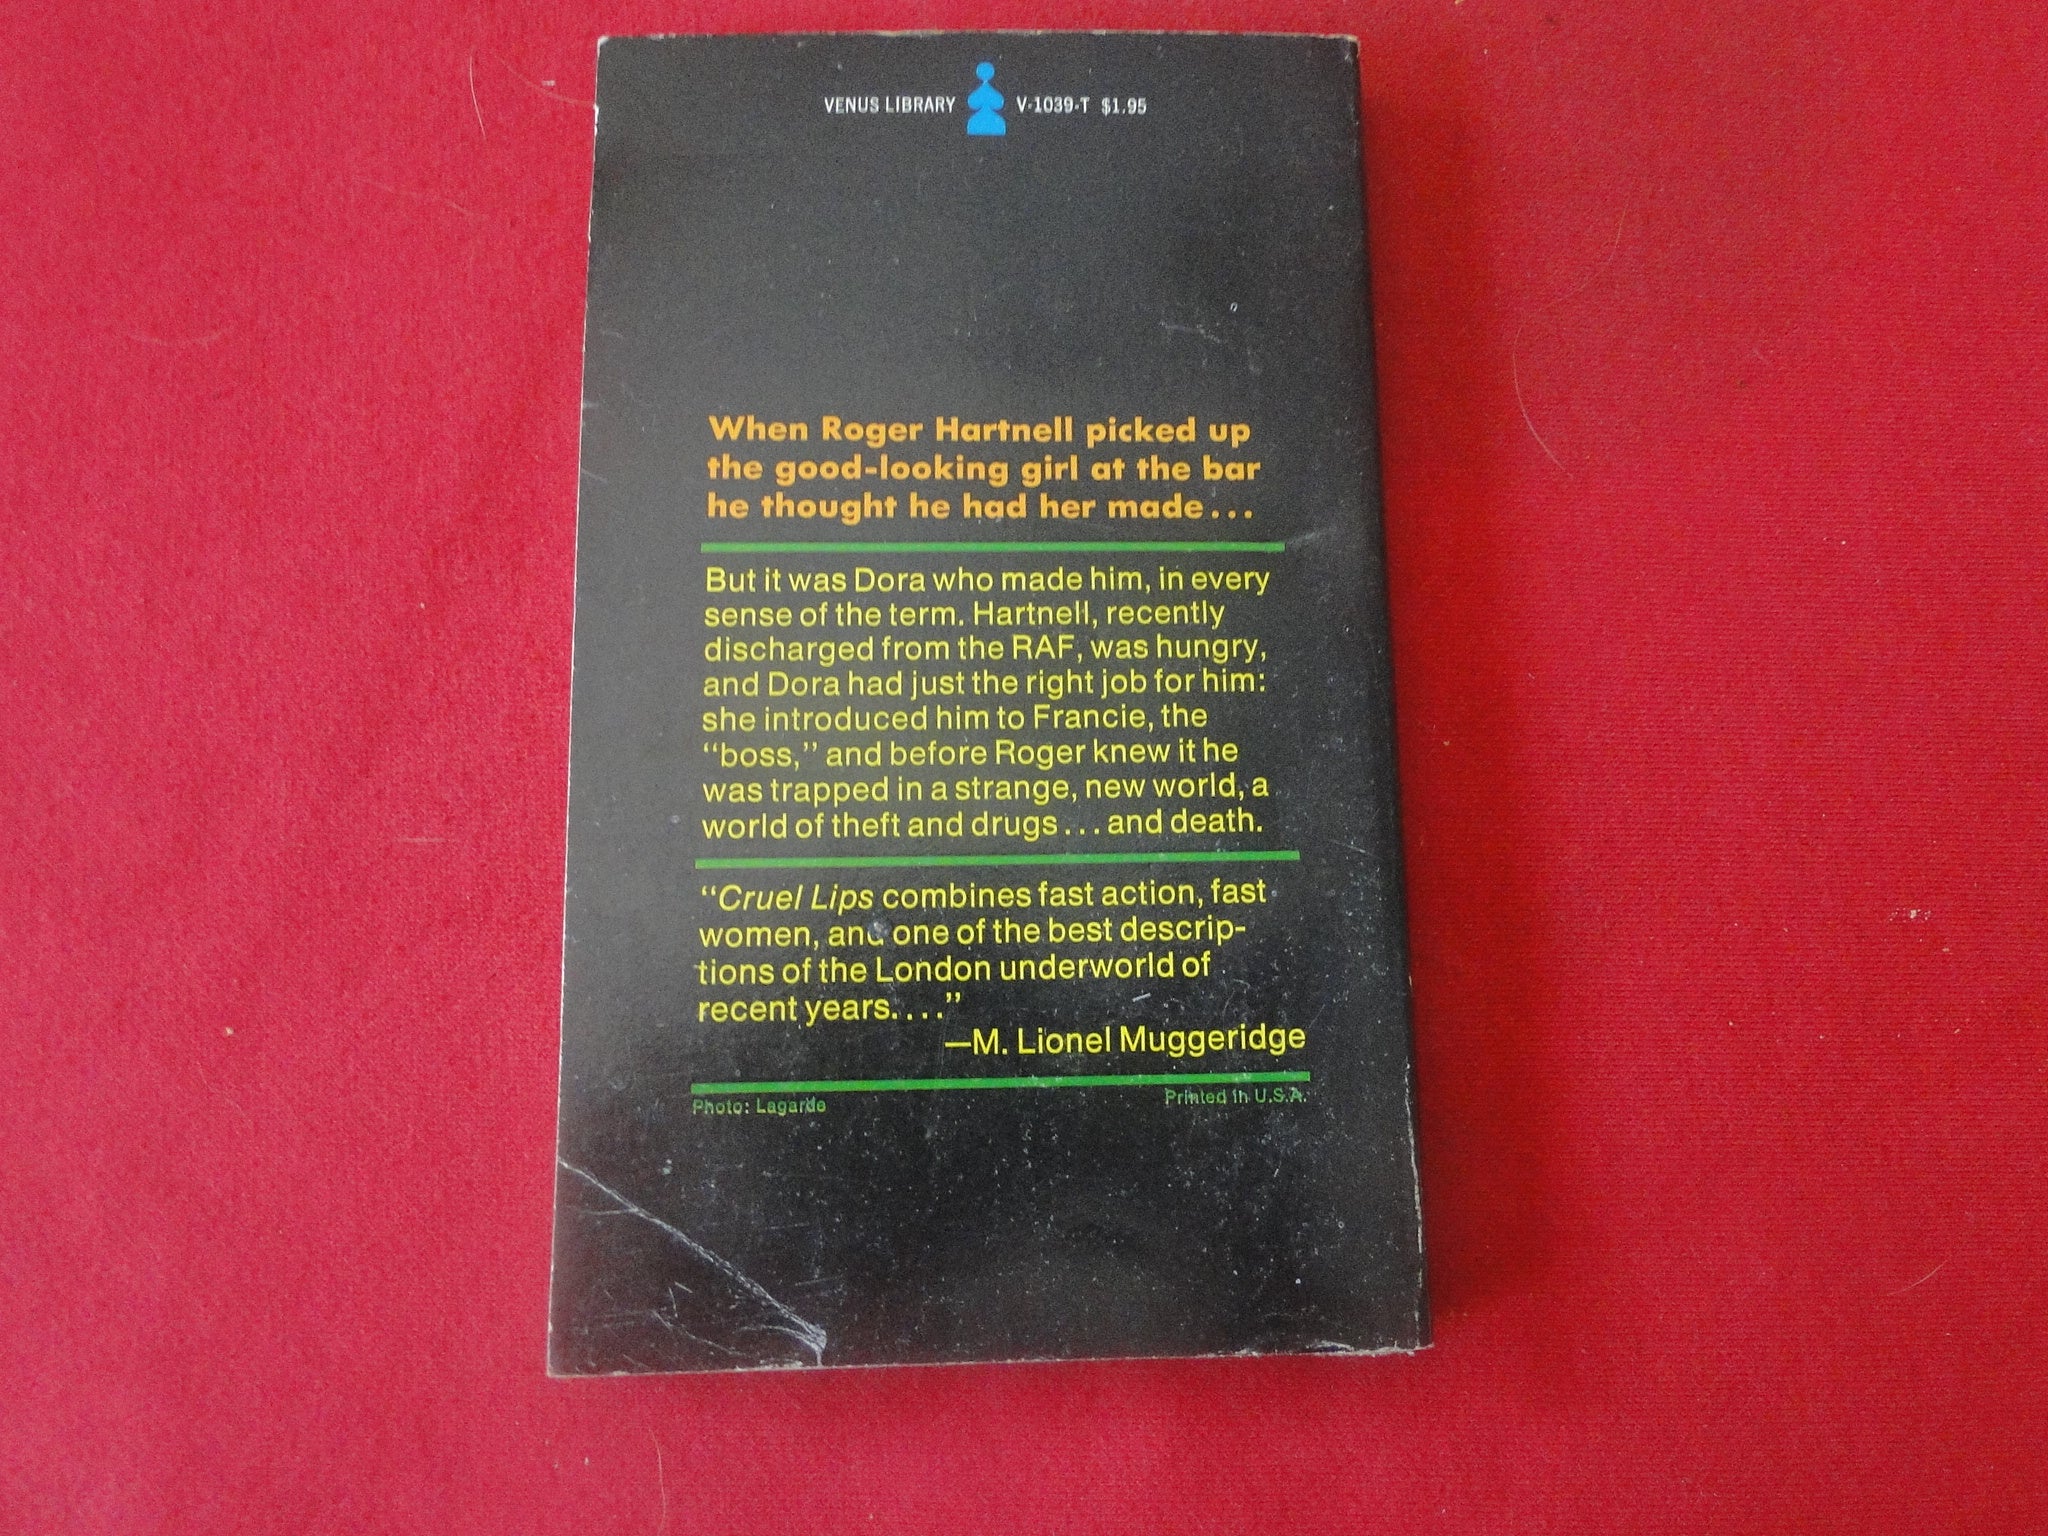 VENUS LIBRARY V-1039-T $1.95
When Roger Hartnell picked up
the good-looking girl at the bar
he thought he had her made...
But it was Dora who made him, in every
sense of the term. Hartnell, recently
discharged from the RAF, was hungry,
and Dora had just the right job for him:
she introduced him to Francie, the
“boss,” and before Roger knew it he
was trapped in a strange, new world, a
world of theft and drugs...and death.
“Cruel Lips combines fast action, fast
women, and one of the best descrip-
tions of the London underworld of
recent years....”
—M. Lionel Muggeridge
Photo: Lagarde Printed in U.S.A.